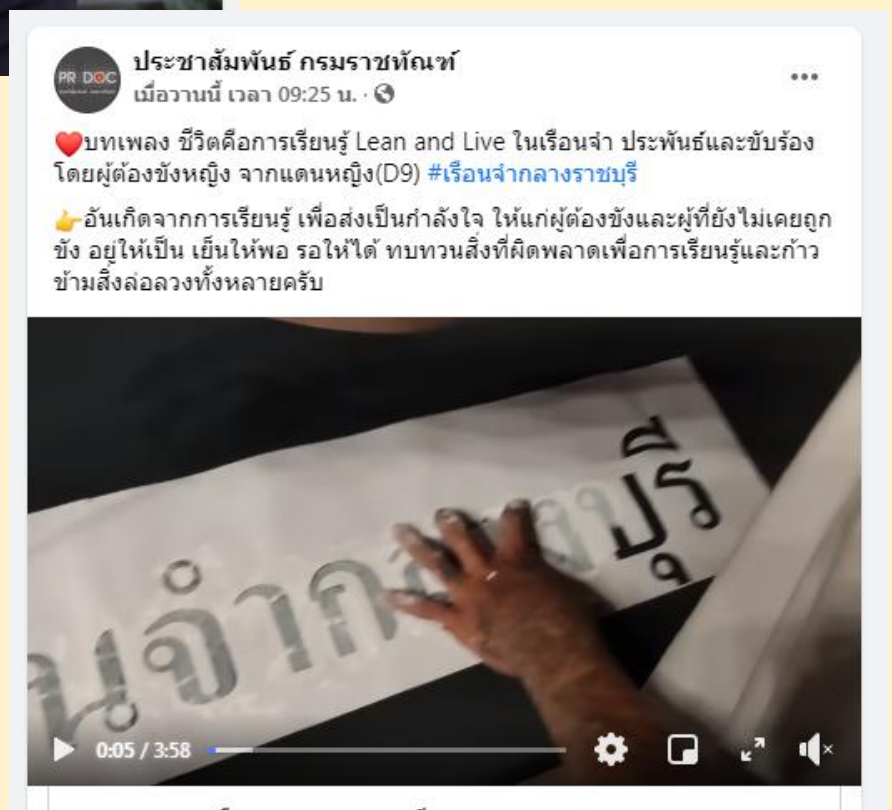 PR DOC
ประชาสัมพันธ์ กรมราชทัณฑ์
เมื่อวานนี้ เวลา 09:25 น. ·
❤️บทเพลง ชีวิตคือการเรียนรู้ Lean and Live ในเรือนจำ ประพันธ์และขับร้อง
โดยผู้ต้องขังหญิง จากแดนหญิง(D9) #เรือนจำกลางราชบุรี
👉อันเกิดจากการเรียนรู้ เพื่อส่งเป็นกำลังใจ ให้แก่ผู้ต้องขังและผู้ที่ยังไม่เคยถูก
ขัง อยู่ให้เป็น เย็นให้พอ รอให้ได้ ทบทวนสิ่งที่ผิดพลาดเพื่อการเรียนรู้และก้าว
ข้ามสิ่งล่อลวงทั้งหลายครับ
นจำก บุรี
0:05 / 3:58